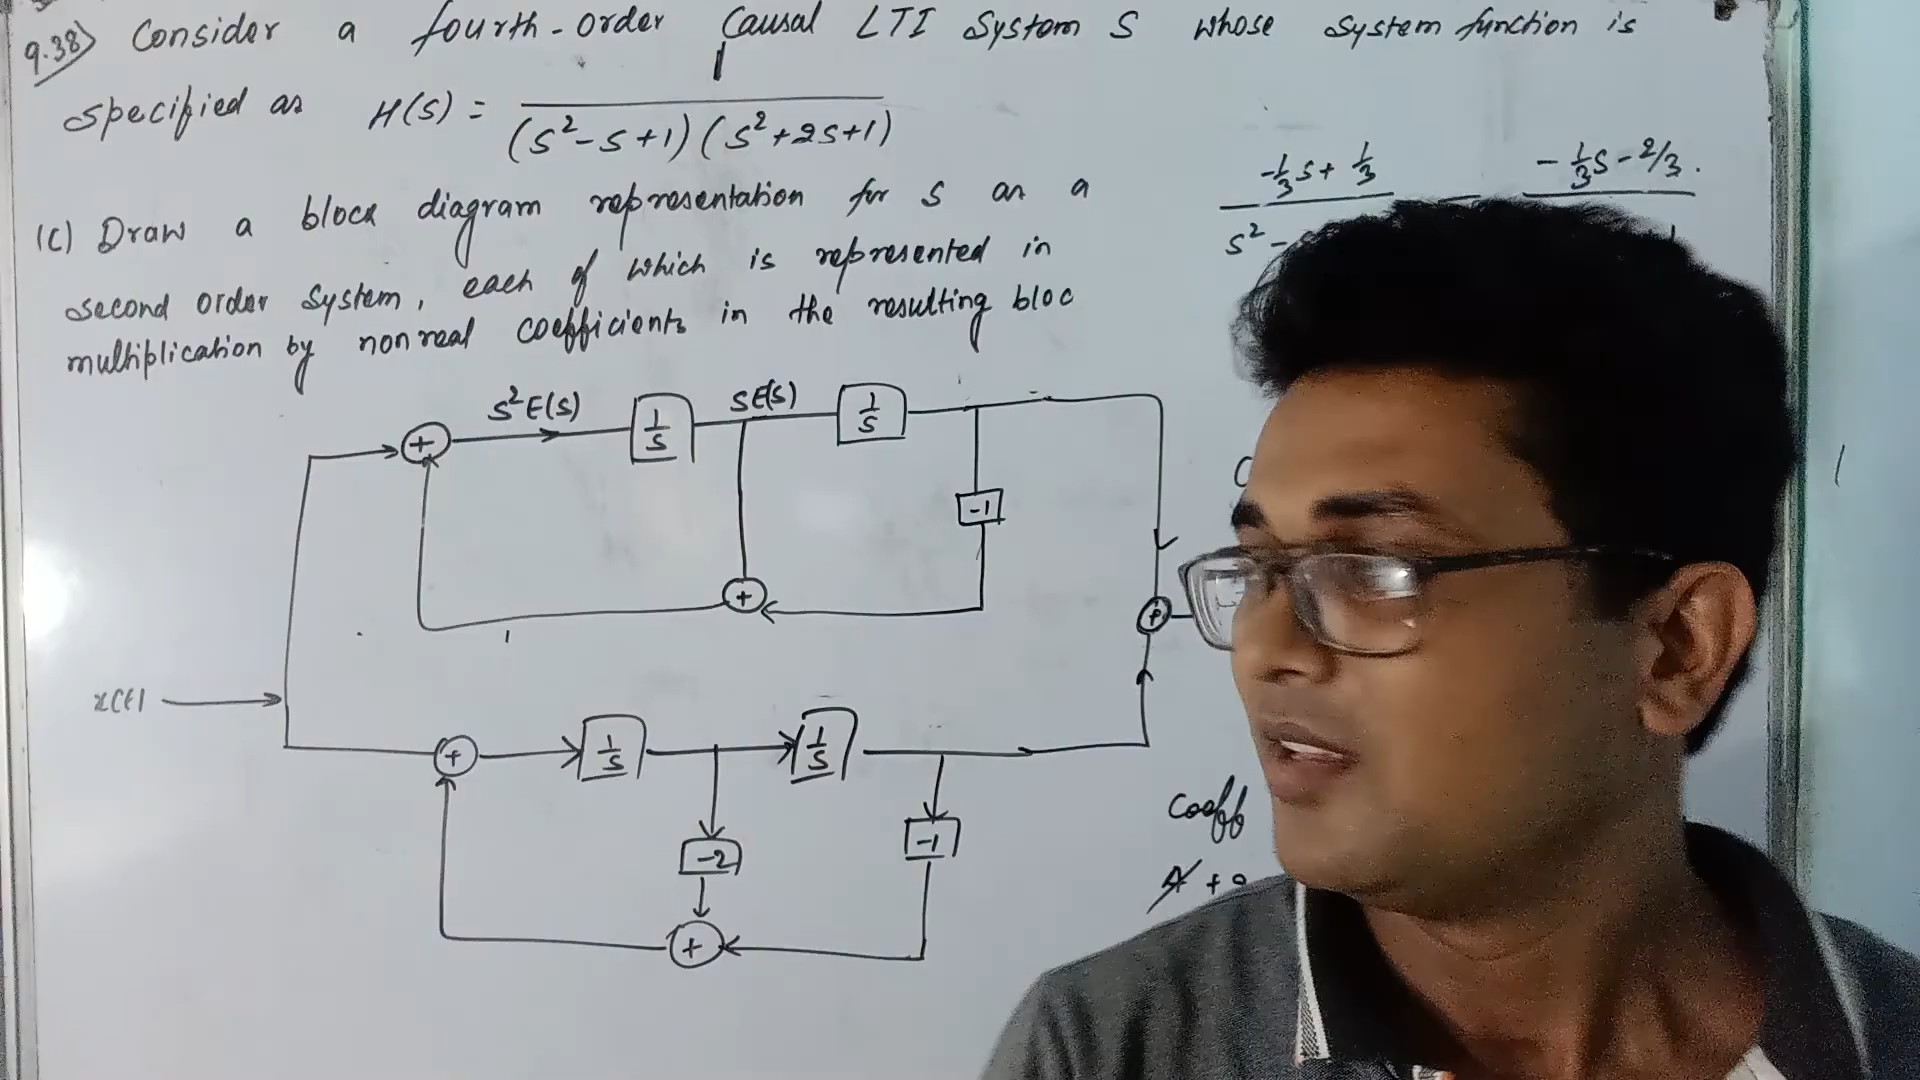 9.38) Consider a fourth-order Causal LTI System S whose system function is
specified as H(s) = 1 / (s²-s+1)(s²+2s+1)
-1/3 s + 1/3
- 1/3 s - 2/3.
s² -
(c) Draw a block diagram representation for S as a
second order system, each of which is represented in
multiplication by nonreal coefficients in the resulting bloc
s²E(s)
1/s
sE(s)
1/s
+
-1
+
+
x(t)
+
1/s
1/s
-2
-1
+
Coeff
A +